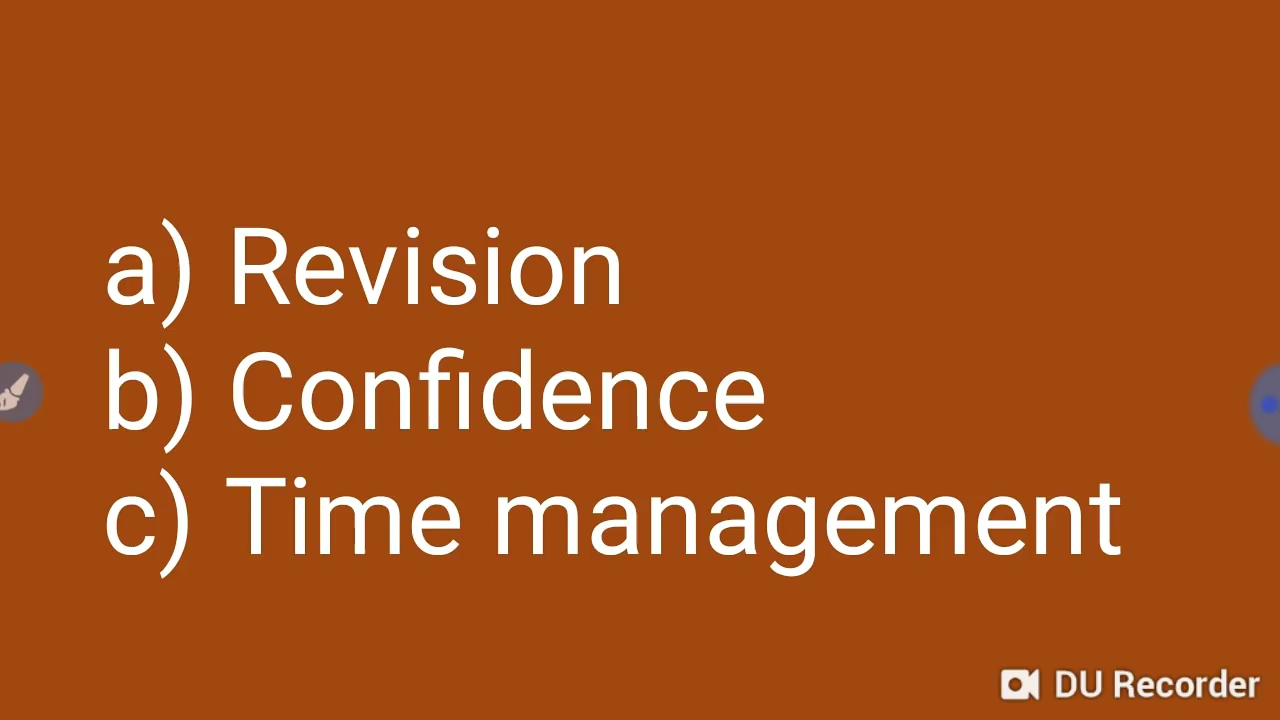 a) Revision
b) Confidence
c) Time management
DU Recorder